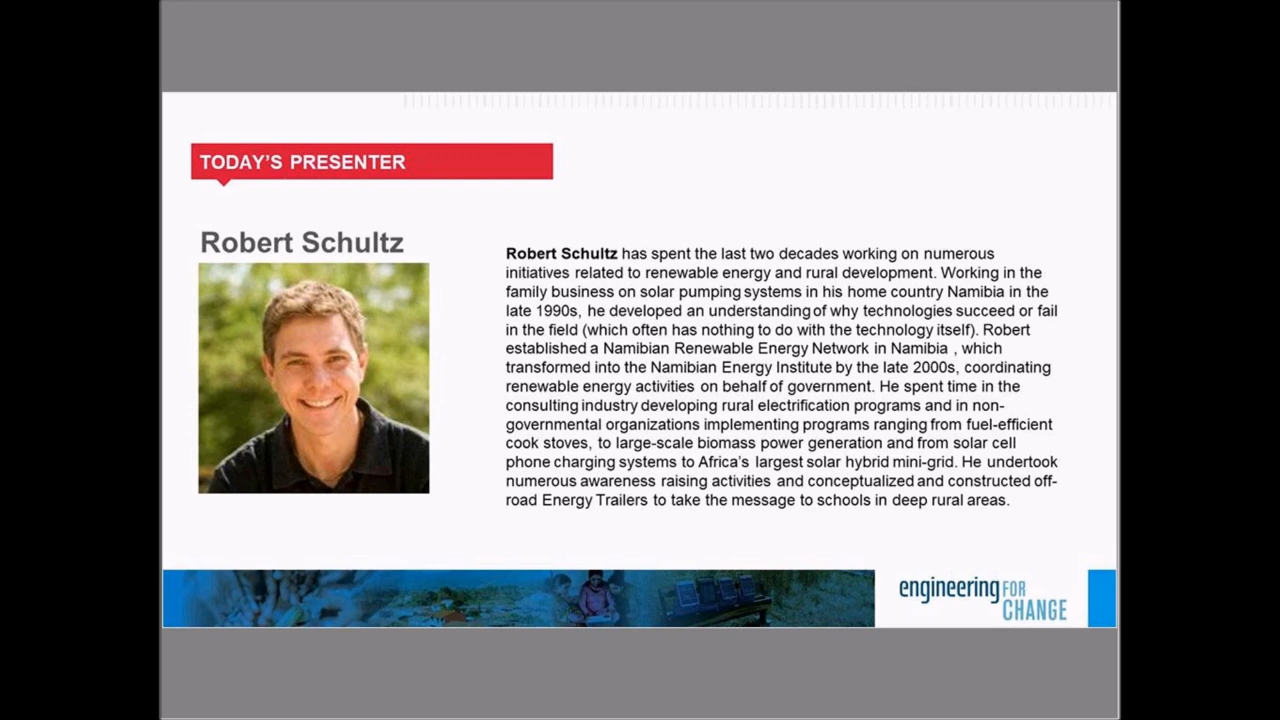 TODAY'S PRESENTER
Robert Schultz
Robert Schultz has spent the last two decades working on numerous
initiatives related to renewable energy and rural development. Working in the
family business on solar pumping systems in his home country Namibia in the
late 1990s, he developed an understanding of why technologies succeed or fail
in the field (which often has nothing to do with the technology itself). Robert
established a Namibian Renewable Energy Network in Namibia , which
transformed into the Namibian Energy Institute by the late 2000s, coordinating
renewable energy activities on behalf of government. He spent time in the
consulting industry developing rural electrification programs and in non-
governmental organizations implementing programs ranging from fuel-efficient
cook stoves, to large-scale biomass power generation and from solar cell
phone charging systems to Africa's largest solar hybrid mini-grid. He undertook
numerous awareness raising activities and conceptualized and constructed off-
road Energy Trailers to take the message to schools in deep rural areas.
engineering FOR
CHANGE